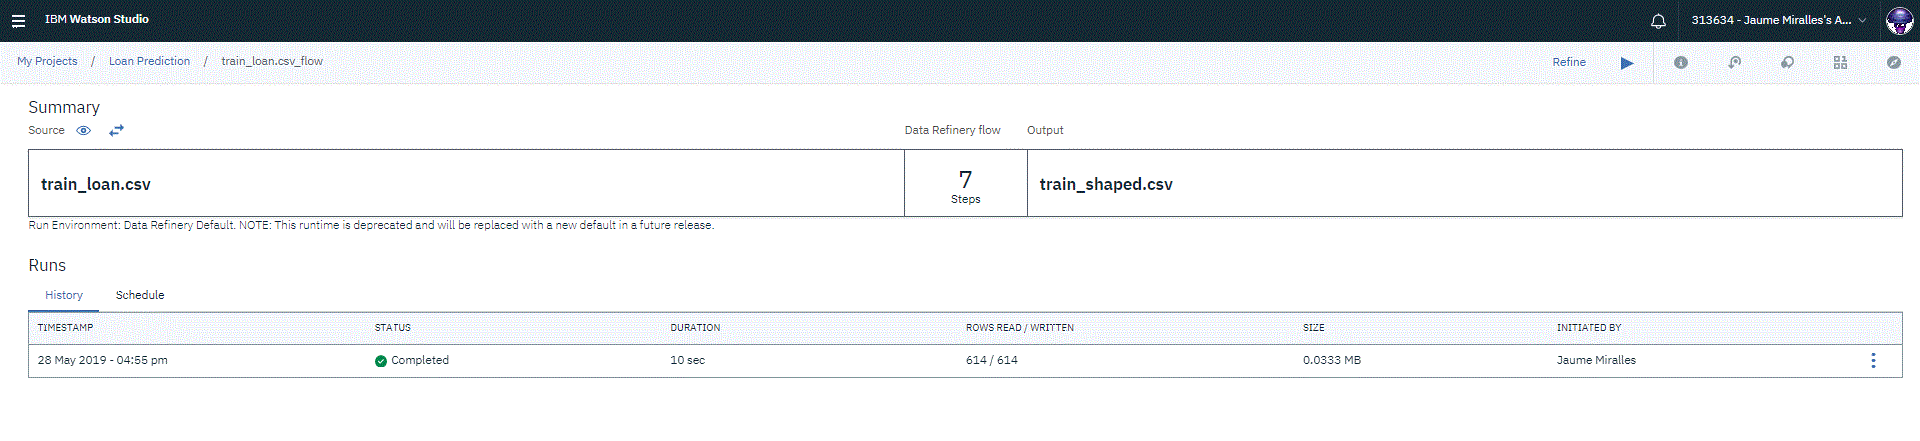 IBM Watson Studio
313634 - Jaume Miralles's A...
My Projects / Loan Prediction / train_loan.csv_flow
Refine
Summary
Source
Data Refinery flow
Output
train_loan.csv
7
Steps
train_shaped.csv
Run Environment: Data Refinery Default. NOTE: This runtime is deprecated and will be replaced with a new default in a future release.
Runs
History Schedule
TIMESTAMP STATUS DURATION ROWS READ / WRITTEN SIZE INITIATED BY
28 May 2019 - 04:55 pm Completed 10 sec 614 / 614 0.0333 MB Jaume Miralles